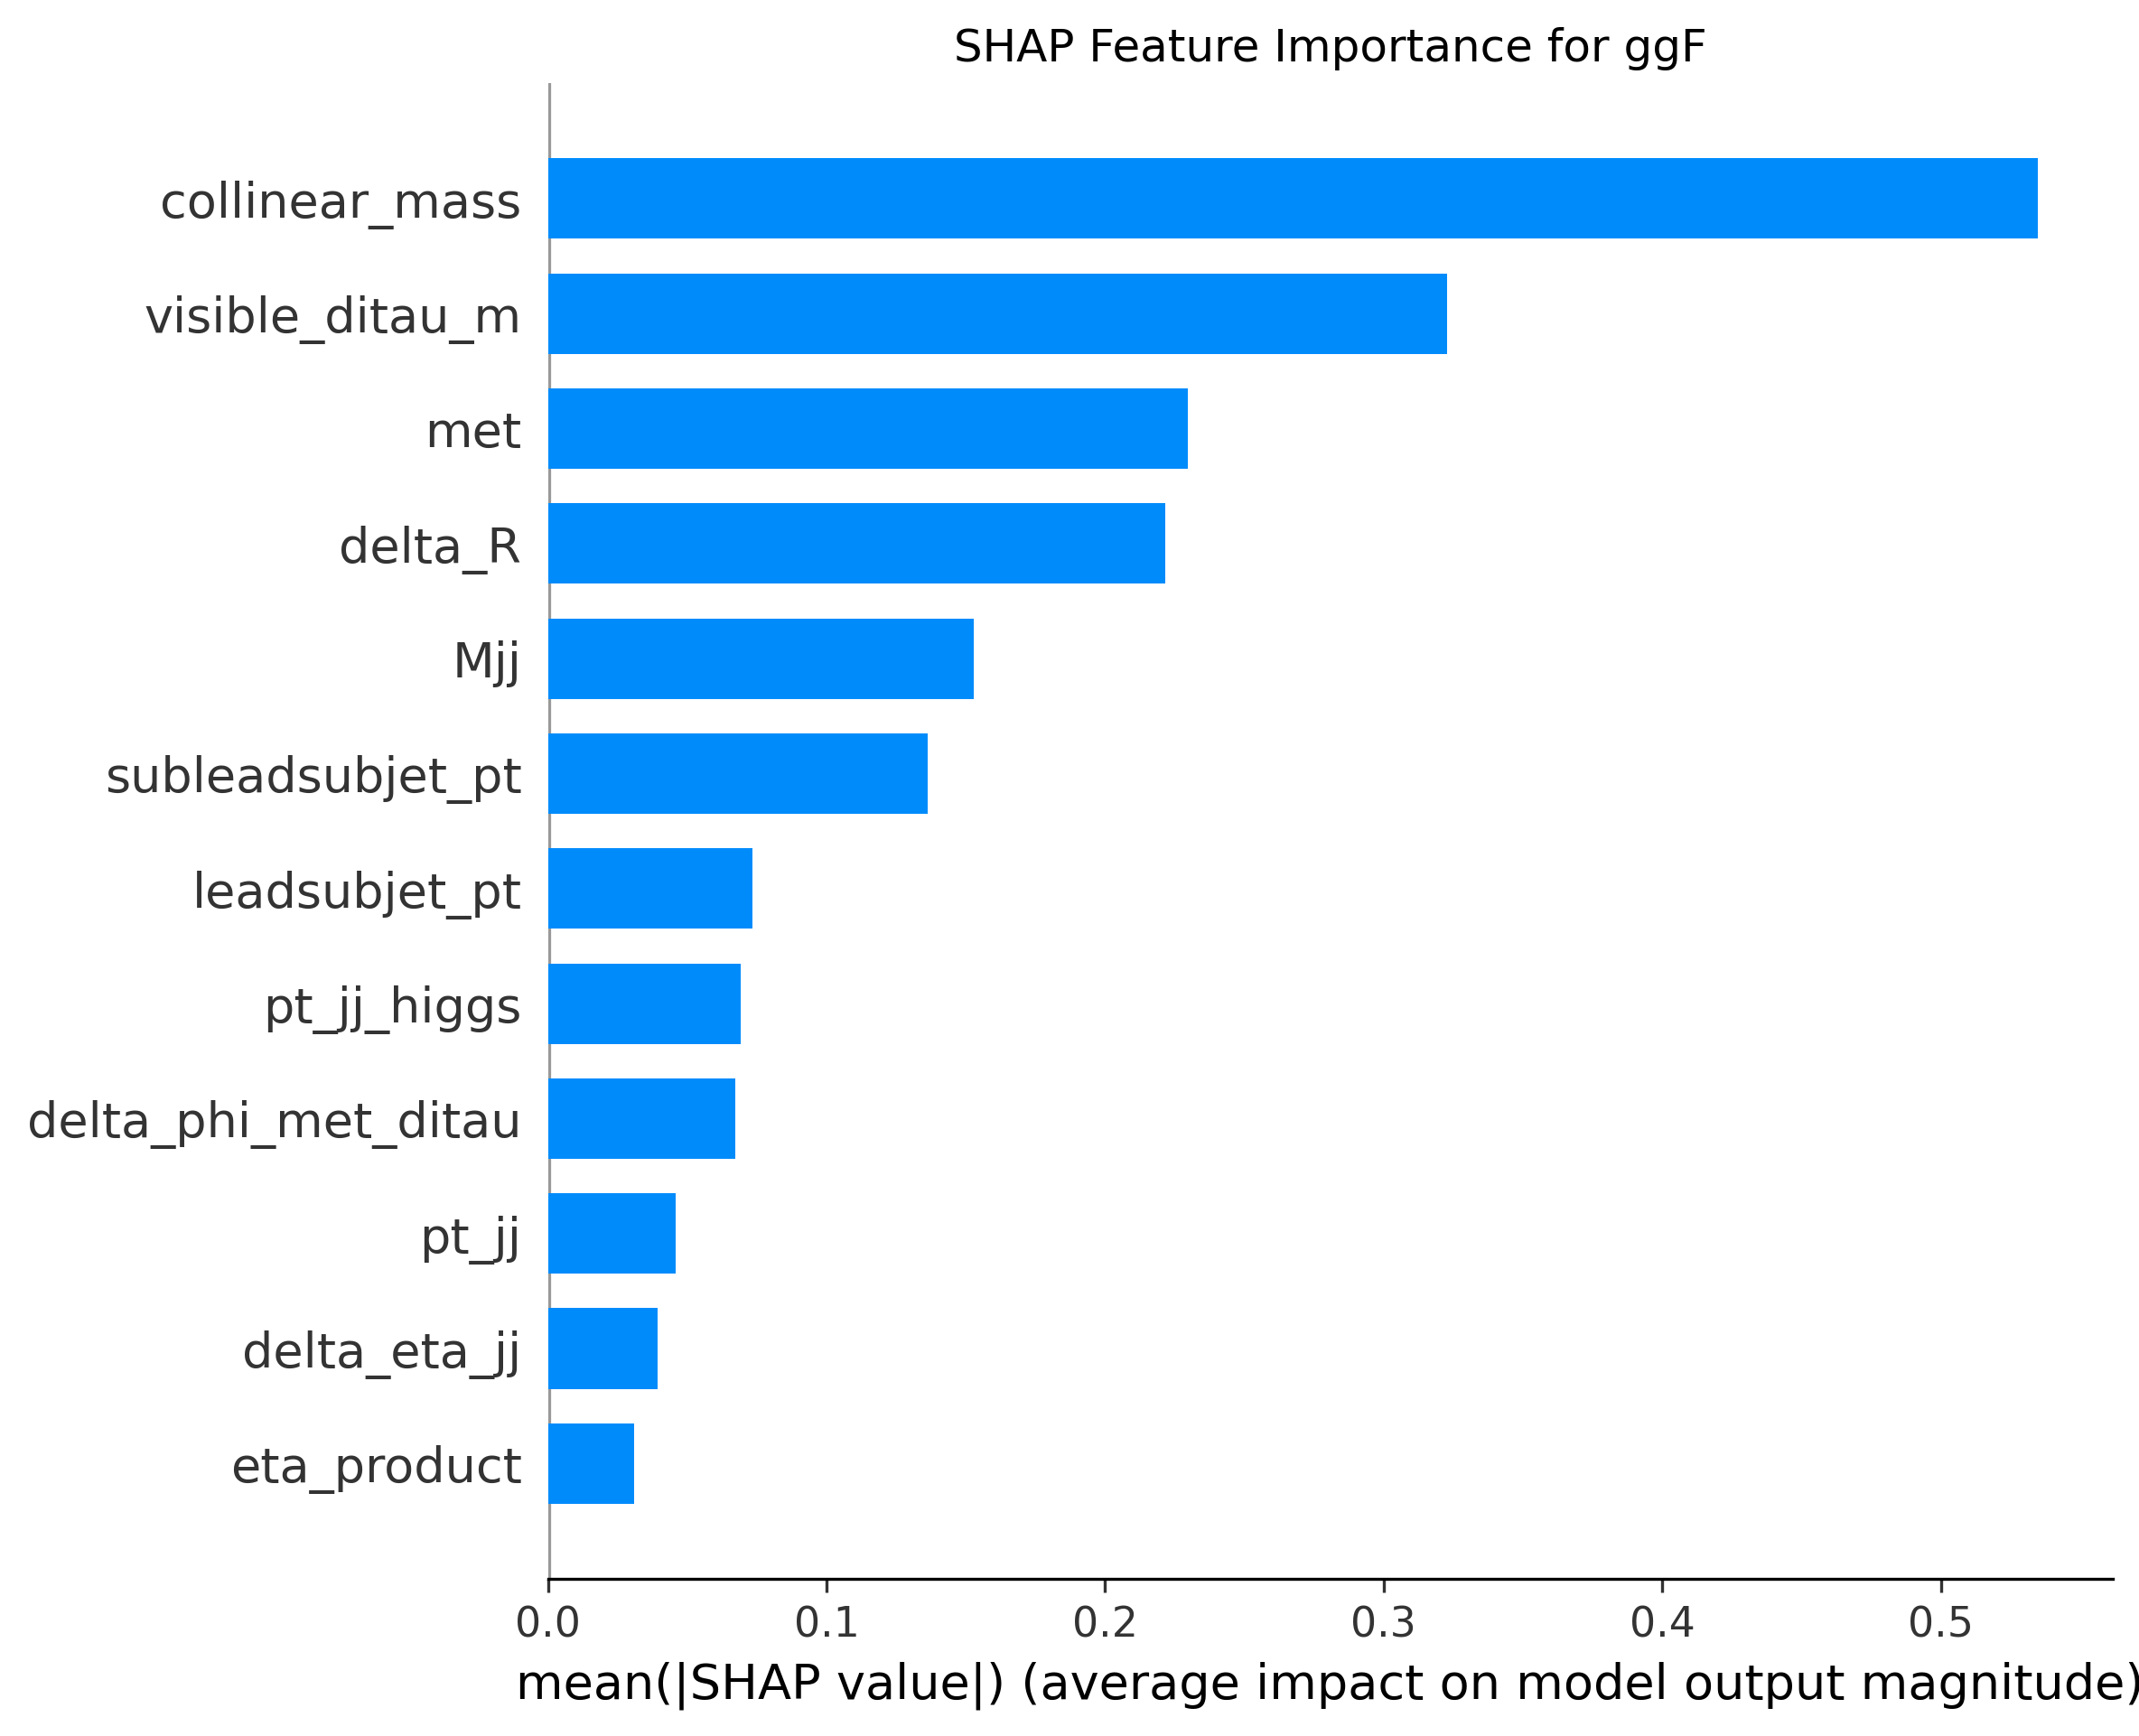 SHAP Feature Importance for ggF
collinear_mass
visible_ditau_m
met
delta_R
Mjj
subleadsubjet_pt
leadsubjet_pt
pt_jj_higgs
delta_phi_met_ditau
pt_jj
delta_eta_jj
eta_product
0.0 0.1 0.2 0.3 0.4 0.5
mean(|SHAP value|) (average impact on model output magnitude)